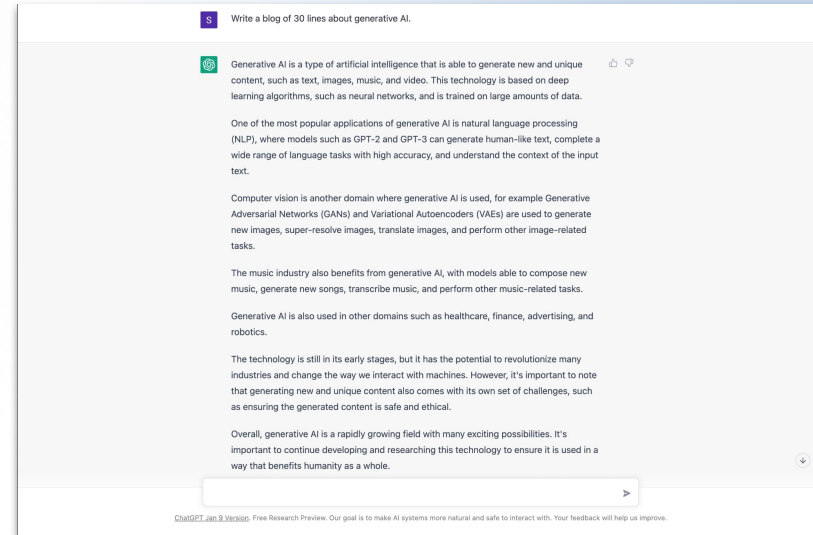 S
Write a blog of 30 lines about generative AI.
Generative AI is a type of artificial intelligence that is able to generate new and unique
content, such as text, images, music, and video. This technology is based on deep
learning algorithms, such as neural networks, and is trained on large amounts of data.
One of the most popular applications of generative AI is natural language processing
(NLP), where models such as GPT-2 and GPT-3 can generate human-like text, complete a
wide range of language tasks with high accuracy, and understand the context of the input
text.
Computer vision is another domain where generative AI is used, for example Generative
Adversarial Networks (GANs) and Variational Autoencoders (VAEs) are used to generate
new images, super-resolve images, translate images, and perform other image-related
tasks.
The music industry also benefits from generative AI, with models able to compose new
music, generate new songs, transcribe music, and perform other music-related tasks.
Generative AI is also used in other domains such as healthcare, finance, advertising, and
robotics.
The technology is still in its early stages, but it has the potential to revolutionize many
industries and change the way we interact with machines. However, it's important to note
that generating new and unique content also comes with its own set of challenges, such
as ensuring the generated content is safe and ethical.
Overall, generative AI is a rapidly growing field with many exciting possibilities. It's
important to continue developing and researching this technology to ensure it is used in a
way that benefits humanity as a whole.
ChatGPT Jan 9 Version. Free Research Preview. Our goal is to make AI systems more natural and safe to interact with. Your feedback will help us improve.